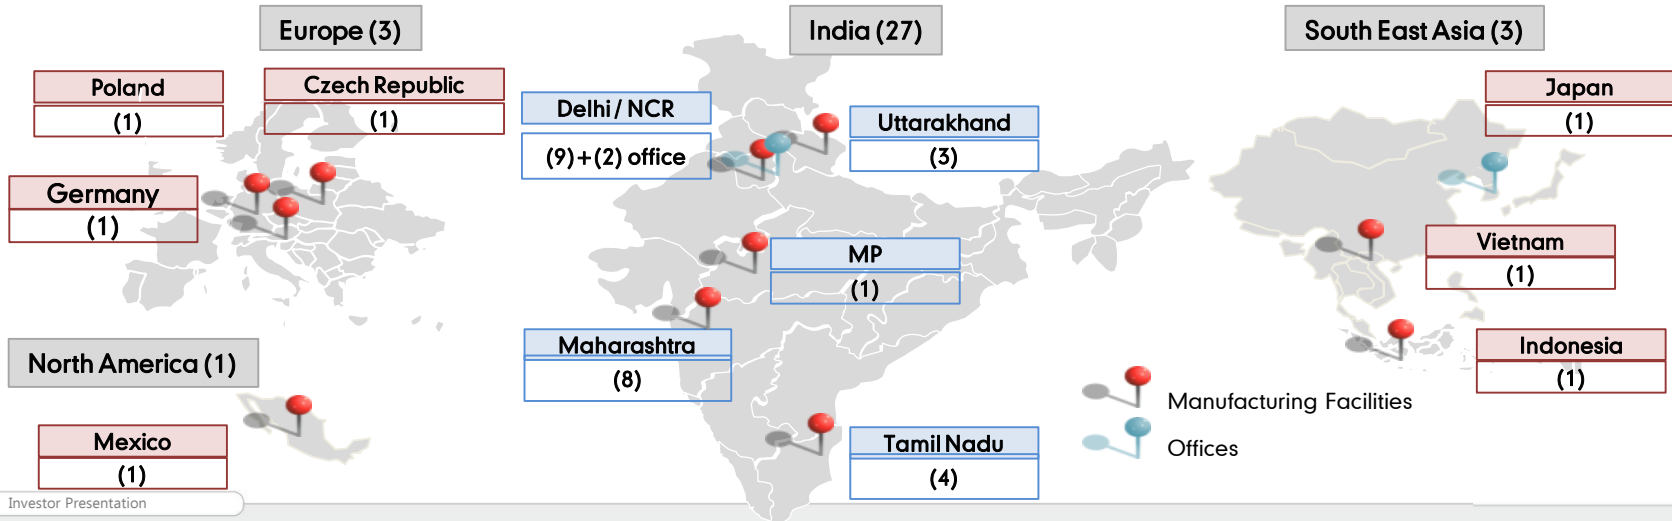 Europe (3)
India (27)
South East Asia (3)
Poland
(1)
Czech Republic
(1)
Germany
(1)
Delhi / NCR
(9)+(2) office
Uttarakhand
(3)
Japan
(1)
MP
(1)
Vietnam
(1)
Maharashtra
(8)
Indonesia
(1)
North America (1)
Mexico
(1)
Tamil Nadu
(4)
Manufacturing Facilities
Offices
Investor Presentation